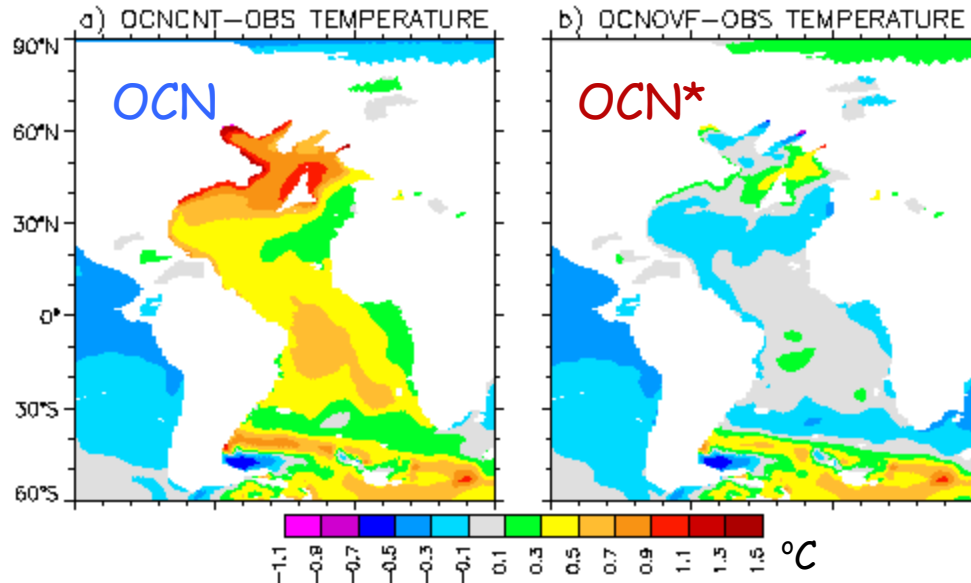 a) OCNCNT-OBS TEMPERATURE
b) OCNOVF-OBS TEMPERATURE
90°N
OCN
OCN*
60°N
30°N
0°
30°S
60°S
-1.1
-0.9
-0.7
-0.5
-0.3
-0.1
0.1
0.3
0.5
0.7
0.9
1.1
1.3
1.5
°C